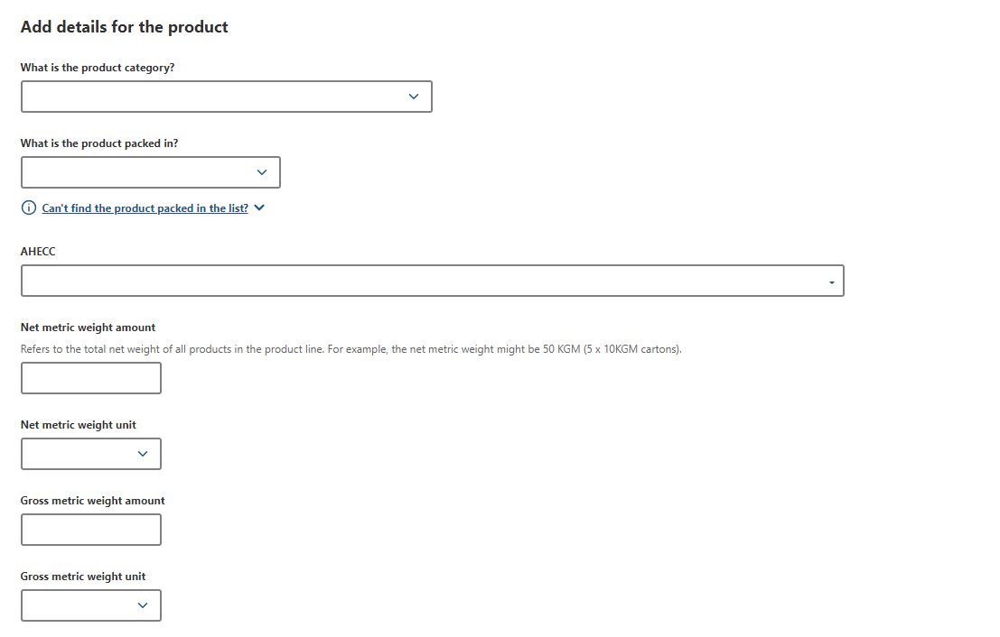 Add details for the product
What is the product category?
What is the product packed in?
Can't find the product packed in the list?
AHECC
Net metric weight amount
Refers to the total net weight of all products in the product line. For example, the net metric weight might be 50 KGM (5 x 10KGM cartons).
Net metric weight unit
Gross metric weight amount
Gross metric weight unit